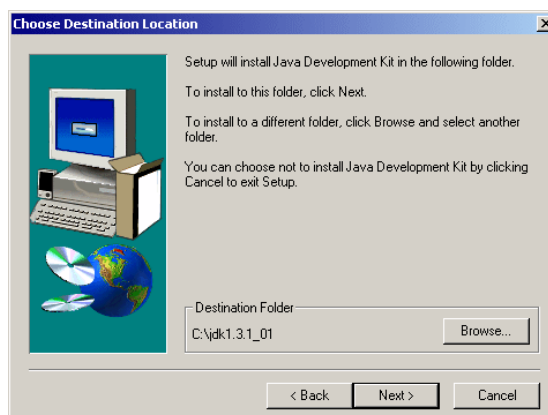 Choose Destination Location
Setup will install Java Development Kit in the following folder.
To install to this folder, click Next.
To install to a different folder, click Browse and select another
folder.
You can choose not to install Java Development Kit by clicking
Cancel to exit Setup.
Destination Folder
C:\jdk1.3.1_01
Browse...
< Back
Next >
Cancel